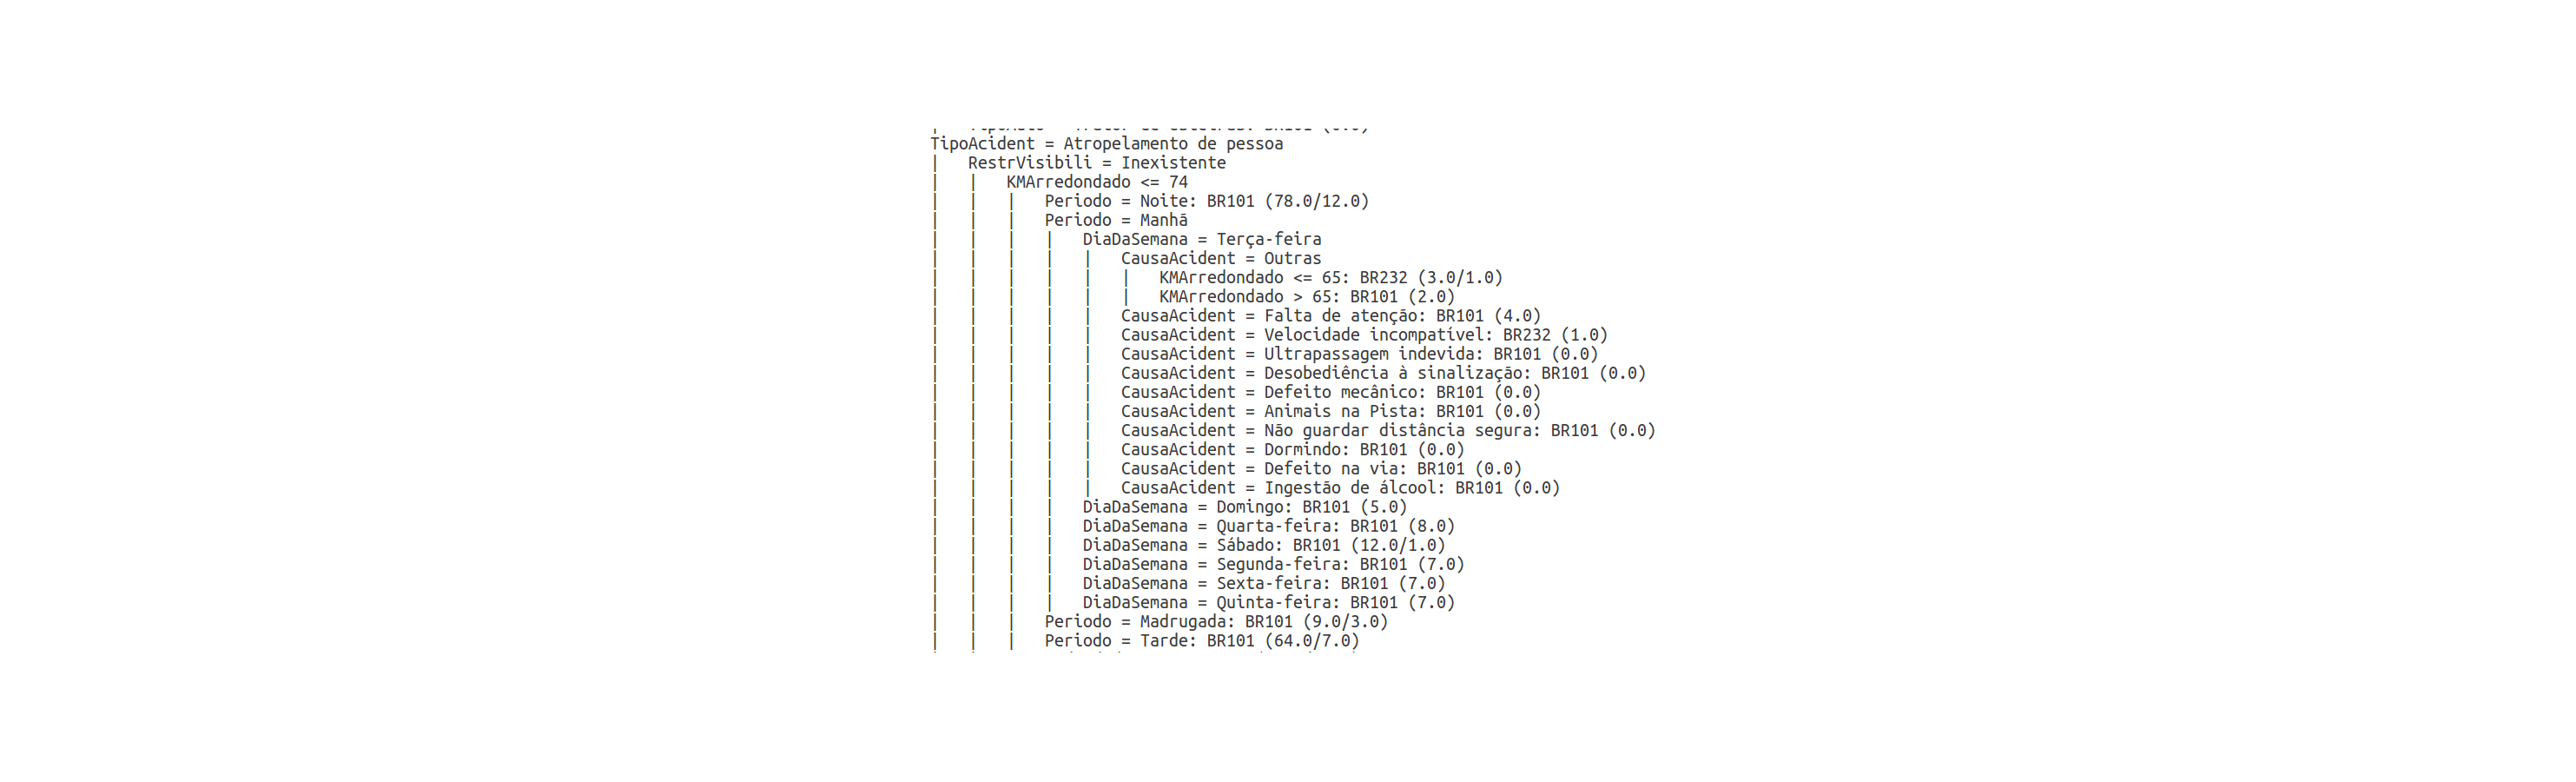 TipoAcident = Atropelamento de pessoa
|   RestrVisibili = Inexistente
|   |   KMArredondado <= 74
|   |   |   Periodo = Noite: BR101 (78.0/12.0)
|   |   |   Periodo = Manhã
|   |   |   |   DiaDaSemana = Terça-feira
|   |   |   |   |   CausaAcident = Outras
|   |   |   |   |   |   KMArredondado <= 65: BR232 (3.0/1.0)
|   |   |   |   |   |   KMArredondado > 65: BR101 (2.0)
|   |   |   |   |   CausaAcident = Falta de atenção: BR101 (4.0)
|   |   |   |   |   CausaAcident = Velocidade incompatível: BR232 (1.0)
|   |   |   |   |   CausaAcident = Ultrapassagem indevida: BR101 (0.0)
|   |   |   |   |   CausaAcident = Desobediência à sinalização: BR101 (0.0)
|   |   |   |   |   CausaAcident = Defeito mecânico: BR101 (0.0)
|   |   |   |   |   CausaAcident = Animais na Pista: BR101 (0.0)
|   |   |   |   |   CausaAcident = Não guardar distância segura: BR101 (0.0)
|   |   |   |   |   CausaAcident = Dormindo: BR101 (0.0)
|   |   |   |   |   CausaAcident = Defeito na via: BR101 (0.0)
|   |   |   |   |   CausaAcident = Ingestão de álcool: BR101 (0.0)
|   |   |   |   DiaDaSemana = Domingo: BR101 (5.0)
|   |   |   |   DiaDaSemana = Quarta-feira: BR101 (8.0)
|   |   |   |   DiaDaSemana = Sábado: BR101 (12.0/1.0)
|   |   |   |   DiaDaSemana = Segunda-feira: BR101 (7.0)
|   |   |   |   DiaDaSemana = Sexta-feira: BR101 (7.0)
|   |   |   |   DiaDaSemana = Quinta-feira: BR101 (7.0)
|   |   |   Periodo = Madrugada: BR101 (9.0/3.0)
|   |   |   Periodo = Tarde: BR101 (64.0/7.0)